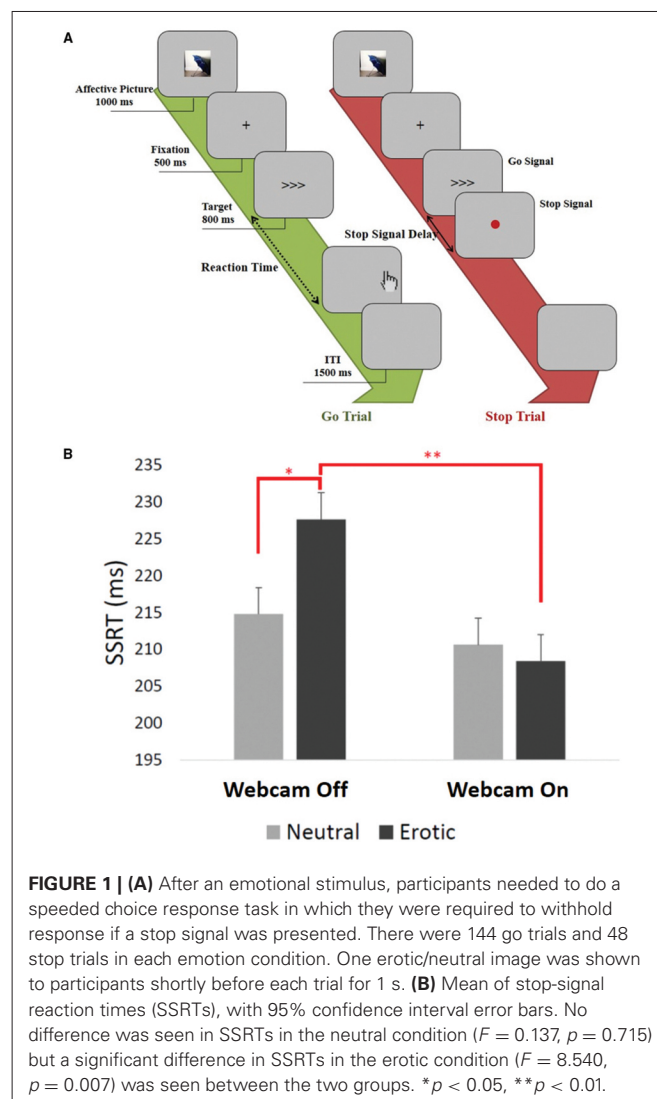 A
Affective Picture
1000 ms
Fixation
500 ms
+
Target
800 ms
>>>
Reaction Time
ITI
1500 ms
Go Trial
+
Go Signal
>>>
Stop Signal
Stop Signal Delay
Stop Trial
B
SSRT (ms)
235
230
225
220
215
210
205
200
195
*
**
Webcam Off
Webcam On
Neutral
Erotic
FIGURE 1 | (A) After an emotional stimulus, participants needed to do a
speeded choice response task in which they were required to withhold
response if a stop signal was presented. There were 144 go trials and 48
stop trials in each emotion condition. One erotic/neutral image was shown
to participants shortly before each trial for 1 s. (B) Mean of stop-signal
reaction times (SSRTs), with 95% confidence interval error bars. No
difference was seen in SSRTs in the neutral condition (F = 0.137, p = 0.715)
but a significant difference in SSRTs in the erotic condition (F = 8.540,
p = 0.007) was seen between the two groups. *p < 0.05, **p < 0.01.